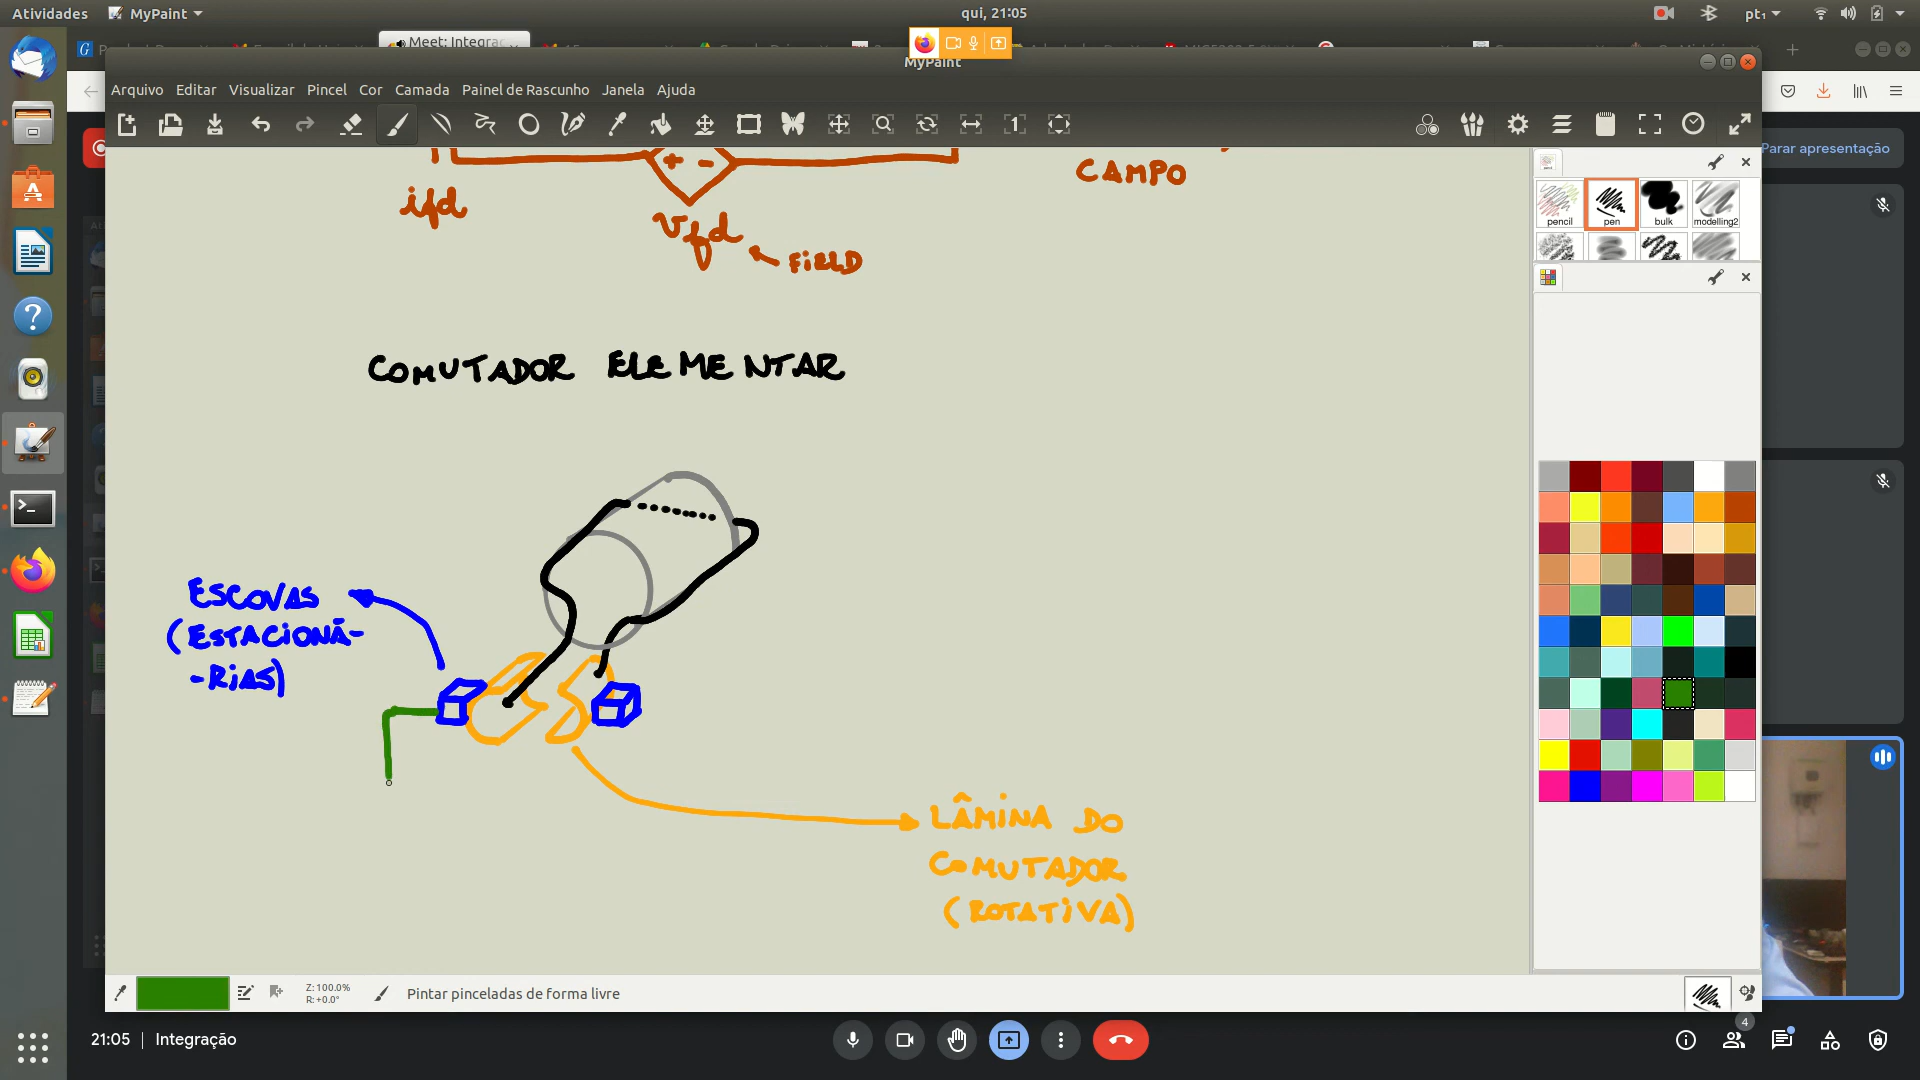 Atividades
MyPaint
qui, 21:05
pt₁
Meet: Integraç
MyPaint
Arquivo Editar Visualizar Pincel Cor Camada Painel de Rascunho Janela Ajuda
Parar apresentação
ifd
+ -
vfd
FIELD
CAMPO
pencil pen bulk modelling2
COMUTADOR ELEMENTAR
ESCOVAS
(ESTACIONÁ-
-RIAS)
LÂMINA DO
COMUTADOR
(ROTATIVA)
Z: 100.0%
R: +0.0°
Pintar pinceladas de forma livre
21:05 | Integração
4